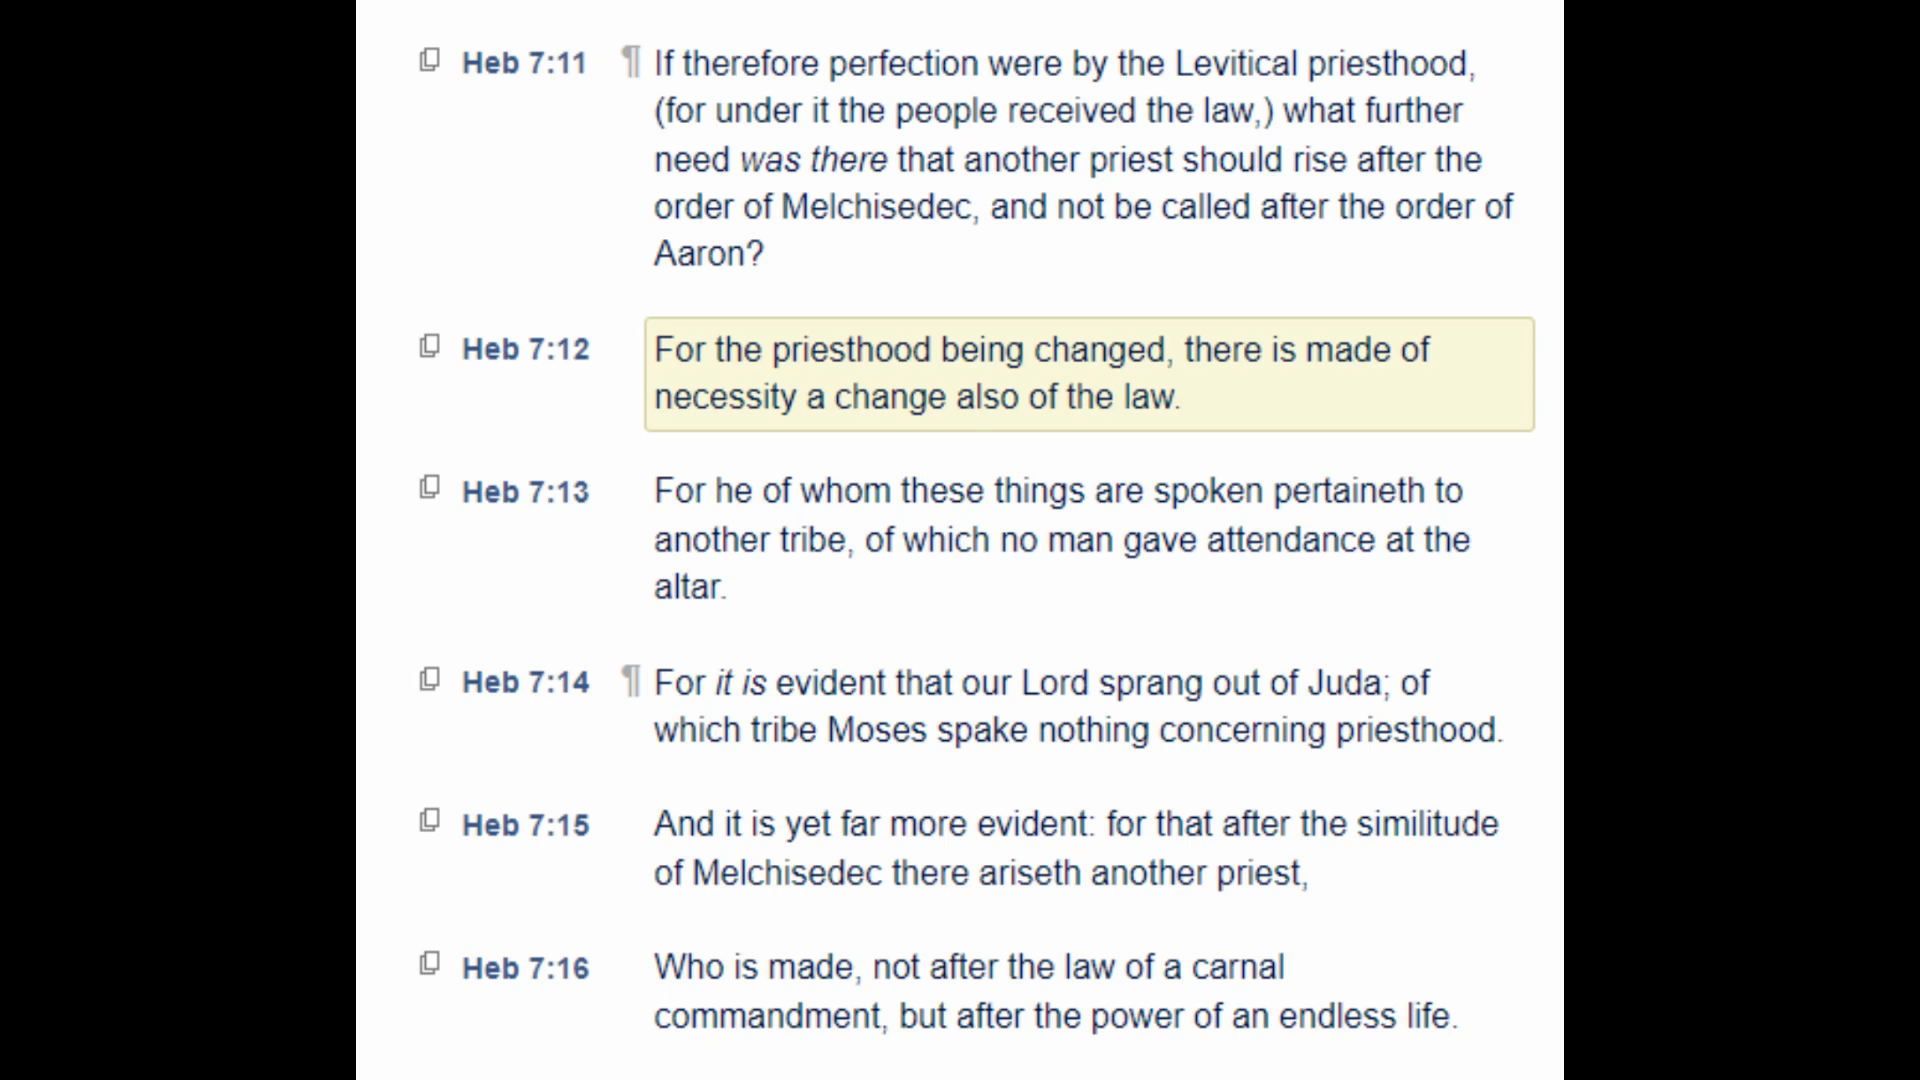 Heb 7:11 ¶ If therefore perfection were by the Levitical priesthood,
(for under it the people received the law,) what further
need was there that another priest should rise after the
order of Melchisedec, and not be called after the order of
Aaron?
Heb 7:12 For the priesthood being changed, there is made of
necessity a change also of the law.
Heb 7:13 For he of whom these things are spoken pertaineth to
another tribe, of which no man gave attendance at the
altar.
Heb 7:14 ¶ For it is evident that our Lord sprang out of Juda; of
which tribe Moses spake nothing concerning priesthood.
Heb 7:15 And it is yet far more evident: for that after the similitude
of Melchisedec there ariseth another priest,
Heb 7:16 Who is made, not after the law of a carnal
commandment, but after the power of an endless life.